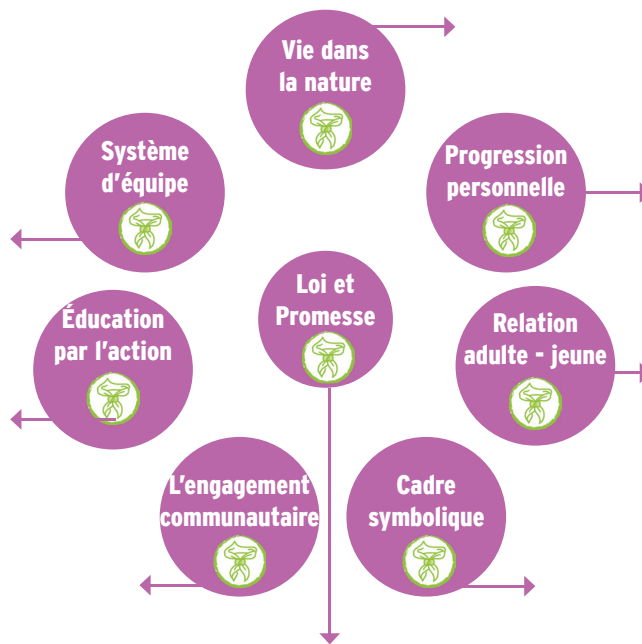 Vie dans
la nature
Système
d'équipe
Progression
personnelle
Loi et
Promesse
Éducation
par l'action
Relation
adulte - jeune
L'engagement
communautaire
Cadre
symbolique